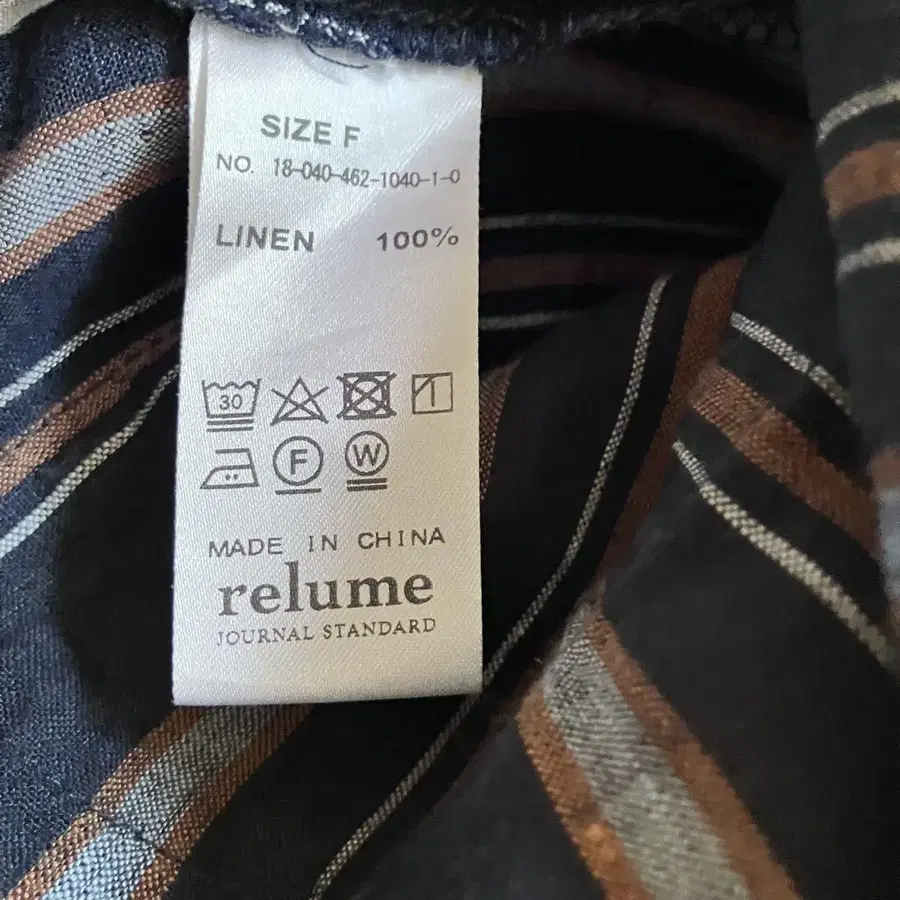 SIZE F
NO. 18-040-462-1040-1-0
LINEN 100%
30
F W
MADE IN CHINA
relume
JOURNAL STANDARD